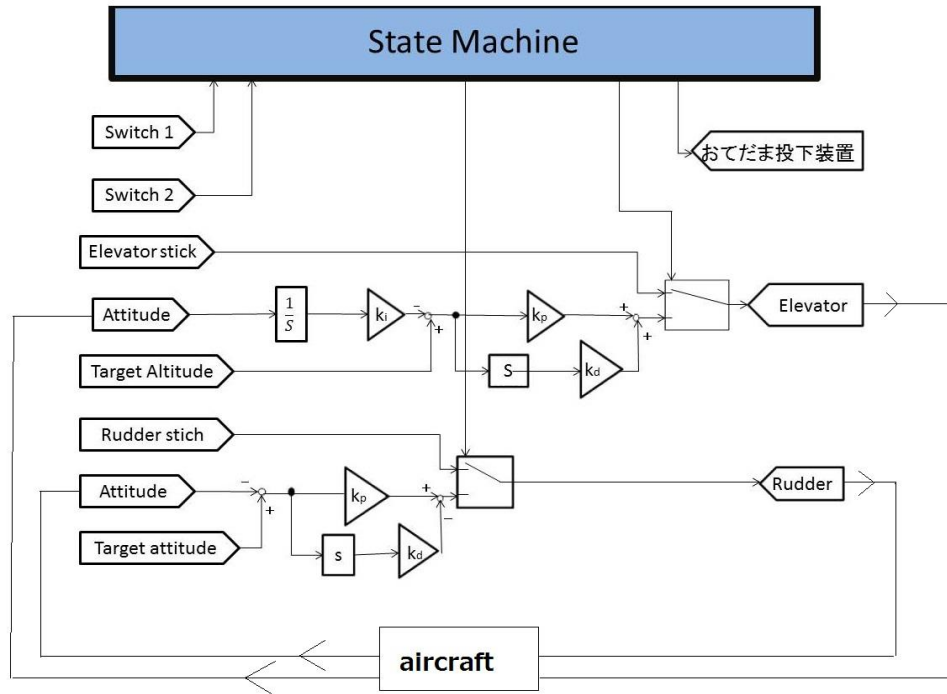 State Machine
Switch 1
おてだま投下装置
Switch 2
Elevator stick
Attitude
1
S
ki
−
+
kp
+
+
Elevator
Target Altitude
S
kd
Rudder stich
Attitude
−
+
kp
+
−
Rudder
Target attitude
s
kd
aircraft